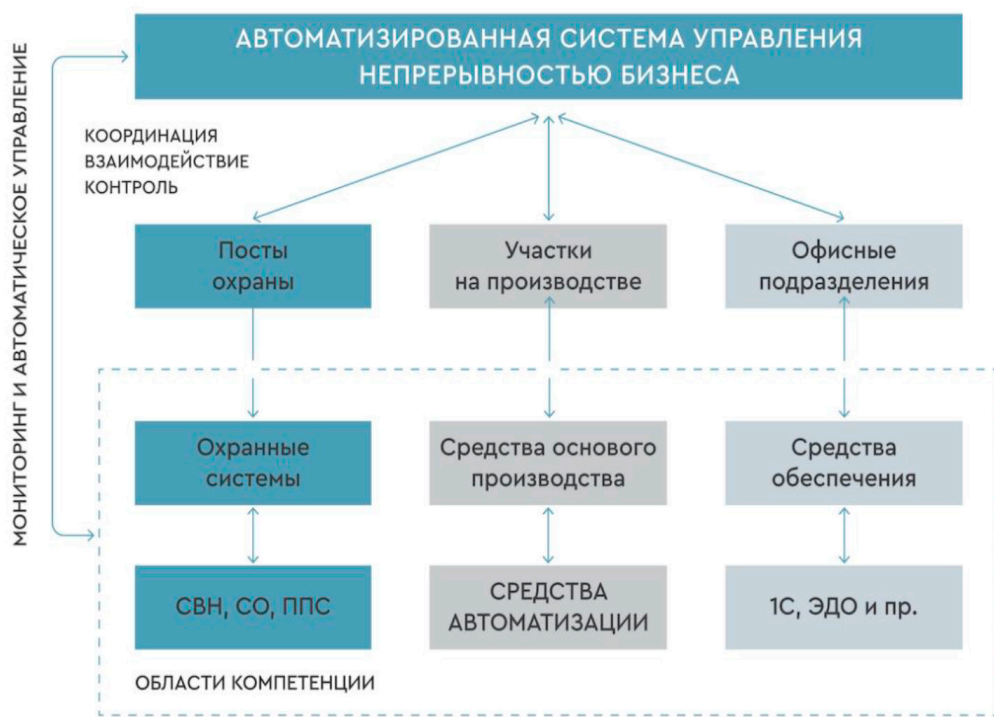 АВТОМАТИЗИРОВАННАЯ СИСТЕМА УПРАВЛЕНИЯ
НЕПРЕРЫВНОСТЬЮ БИЗНЕСА
МОНИТОРИНГ И АВТОМАТИЧЕСКОЕ УПРАВЛЕНИЕ
КООРДИНАЦИЯ
ВЗАИМОДЕЙСТВИЕ
КОНТРОЛЬ
Посты
охраны
Участки
на производстве
Офисные
подразделения
Охранные
системы
Средства основого
производства
Средства
обеспечения
СВН, СО, ППС
СРЕДСТВА
АВТОМАТИЗАЦИИ
1С, ЭДО и пр.
ОБЛАСТИ КОМПЕТЕНЦИИ